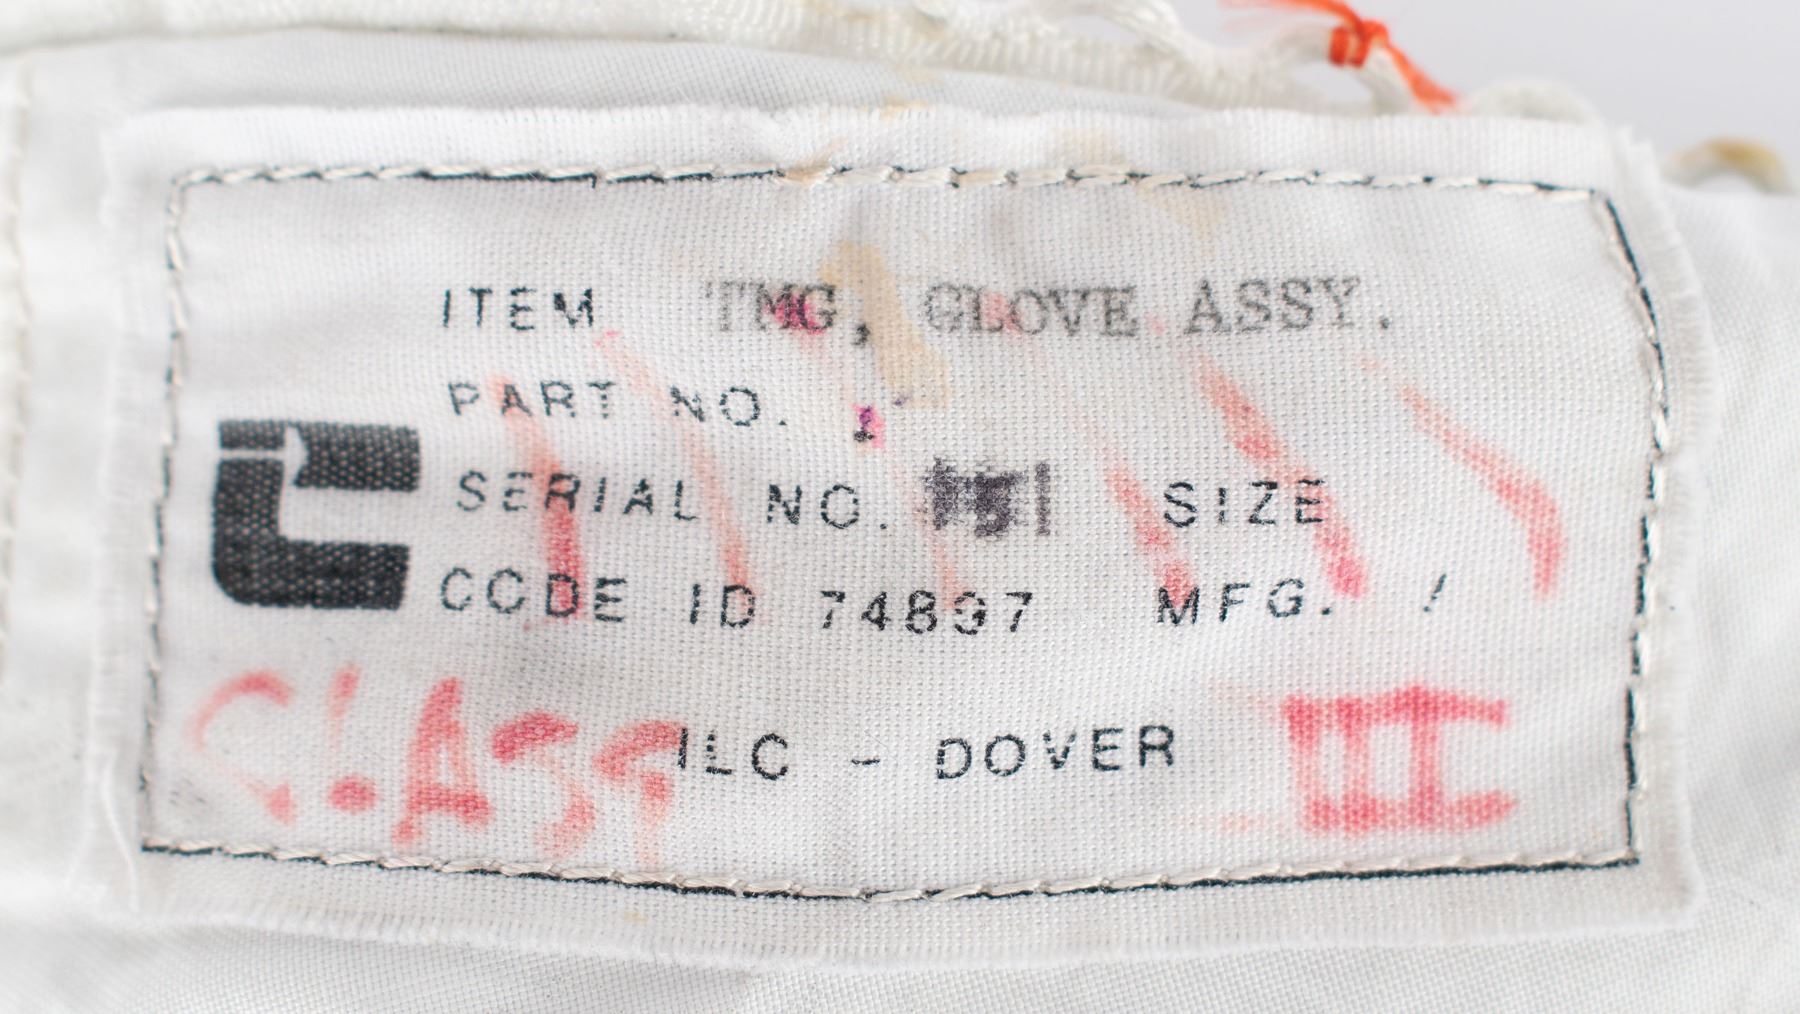 ITEM TMG, GLOVE ASSY.
PART NO.
SERIAL NO. SIZE
CODE ID 74897 MFG. /
CLASS ILC - DOVER III